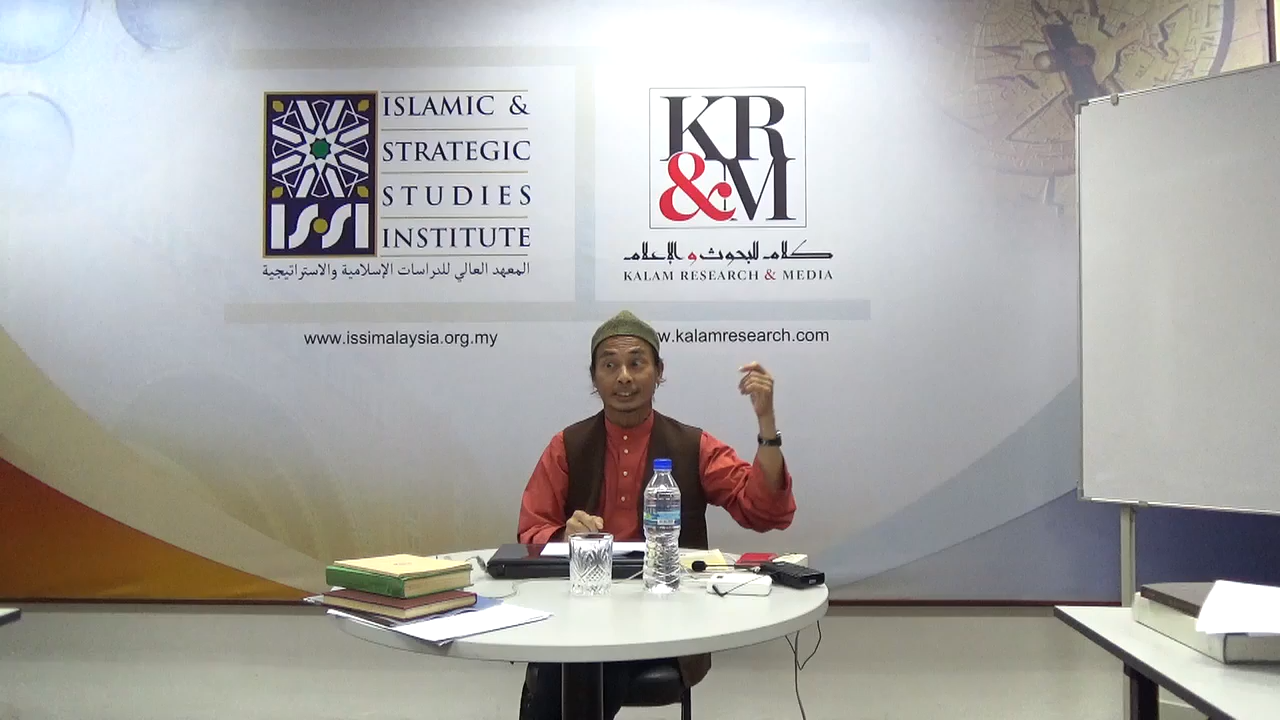 ISLAMIC &
STRATEGIC
STUDIES
INSTITUTE
ISSI
المعهد العالي للدراسات الإسلامية والاستراتيجية
www.issimalaysia.org.my
KR
&M
كلام للبحوث و الإعلام
KALAM RESEARCH & MEDIA
w.kalamresearch.com